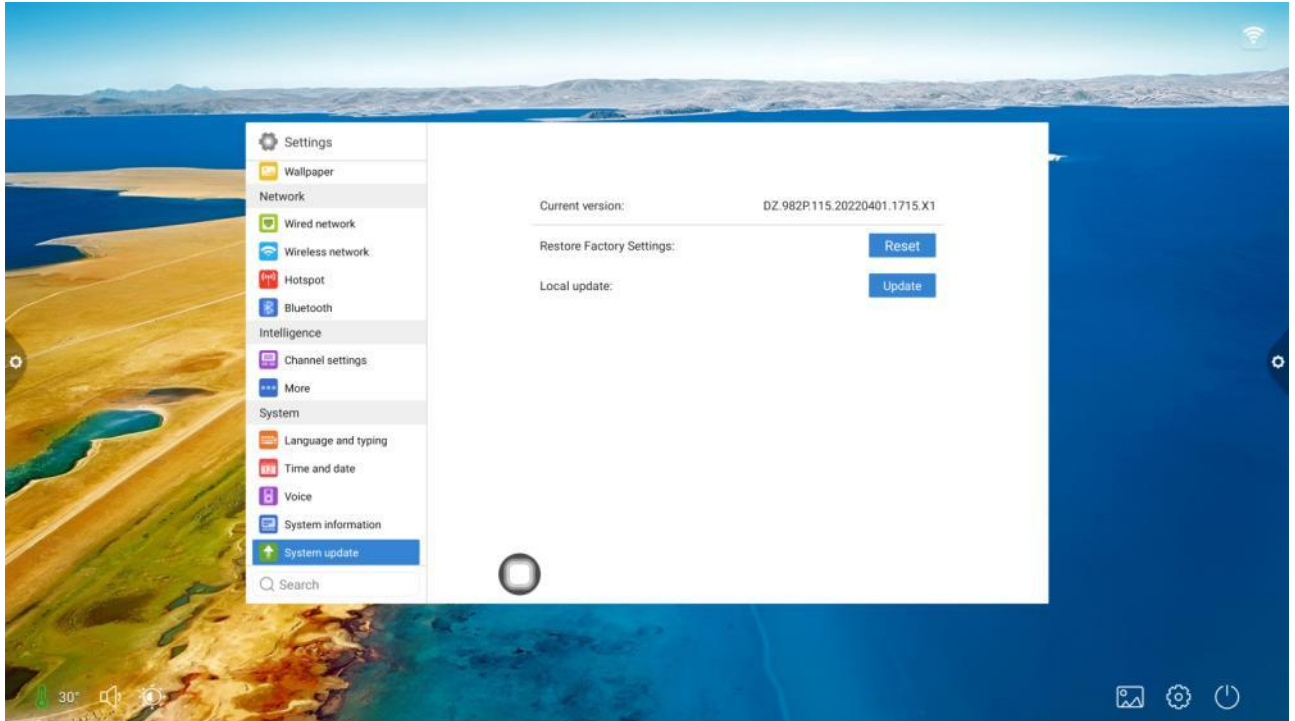 Settings
Wallpaper
Network
Wired network
Wireless network
Hotspot
Bluetooth
Intelligence
Channel settings
More
System
Language and typing
Time and date
Voice
System information
System update
Search
Current version: DZ.982P.115.20220401.1715.X1
Restore Factory Settings: Reset
Local update: Update
30°